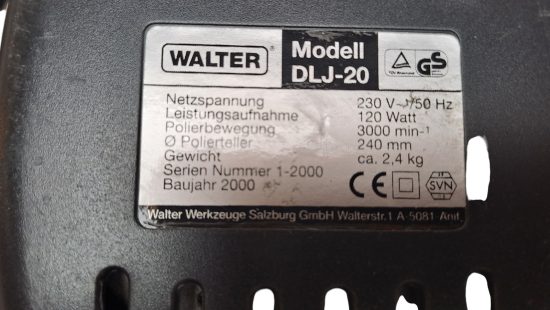 WALTER®
Modell
DLJ-20
TÜV Rheinland
GS
Netzspannung 230 V~/50 Hz
Leistungsaufnahme 120 Watt
Polierbewegung 3000 min-¹
Ø Polierteller 240 mm
Gewicht ca. 2,4 kg
Serien Nummer 1-2000
Baujahr 2000
CE
SVN
Walter Werkzeuge Salzburg GmbH Walterstr.1 A-5081-Anif